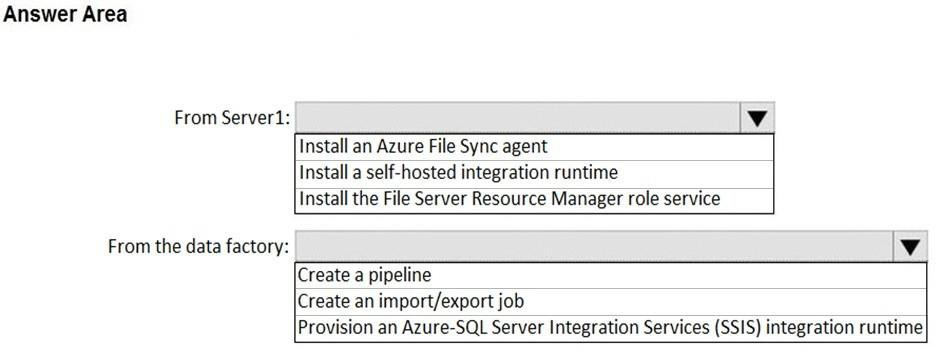 Answer Area
From Server1:
Install an Azure File Sync agent
Install a self-hosted integration runtime
Install the File Server Resource Manager role service
From the data factory:
Create a pipeline
Create an import/export job
Provision an Azure-SQL Server Integration Services (SSIS) integration runtime